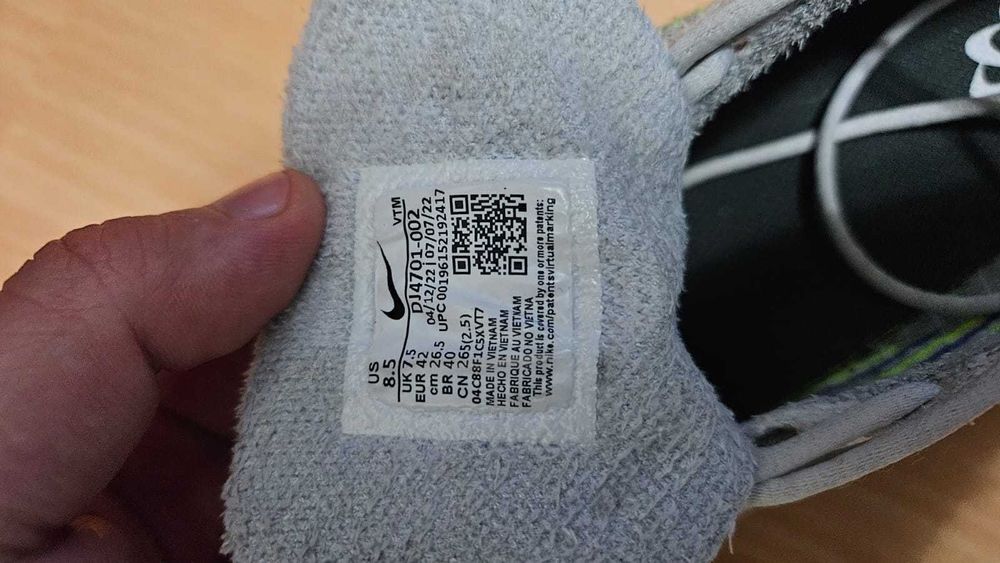 US
8.5
UK 7.5
EUR 42
cm 26.5
BR 40
CN 265(2.5)
VTM
DJ4701-002
04/12/22 | 07/07/22
UPC 00196152192417
04C88F1C5XVT7
MADE IN VIETNAM
HECHO EN VIETNAM
FABRIQUE AU VIETNAM
FABRICADO NO VIETNA
This product is covered by one or more patents:
www.nike.com/patentsvirtualmarking